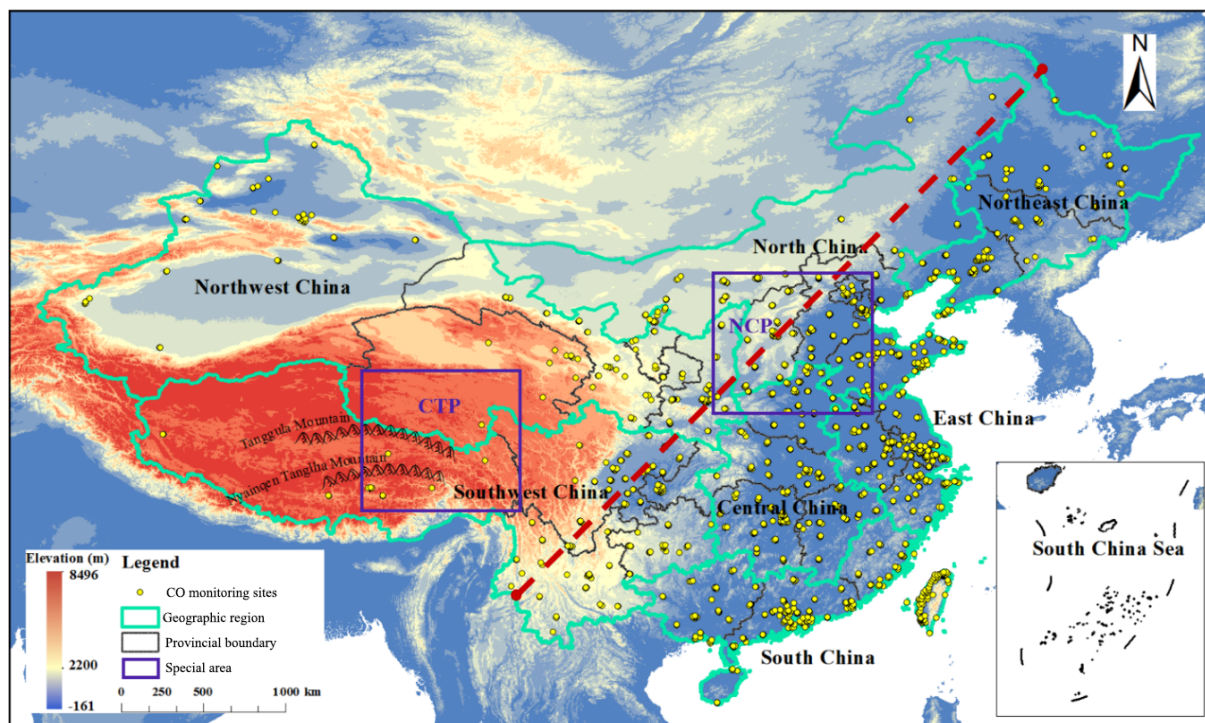 N
Northeast China
North China
Northwest China
NCP
CTP
East China
Tanggula Mountain
Nyainqen Tanglha Mountain
Southwest China
Central China
South China Sea
South China
Elevation (m)
8496
2200
-161
Legend
CO monitoring sites
Geographic region
Provincial boundary
Special area
0 250 500 1000 km